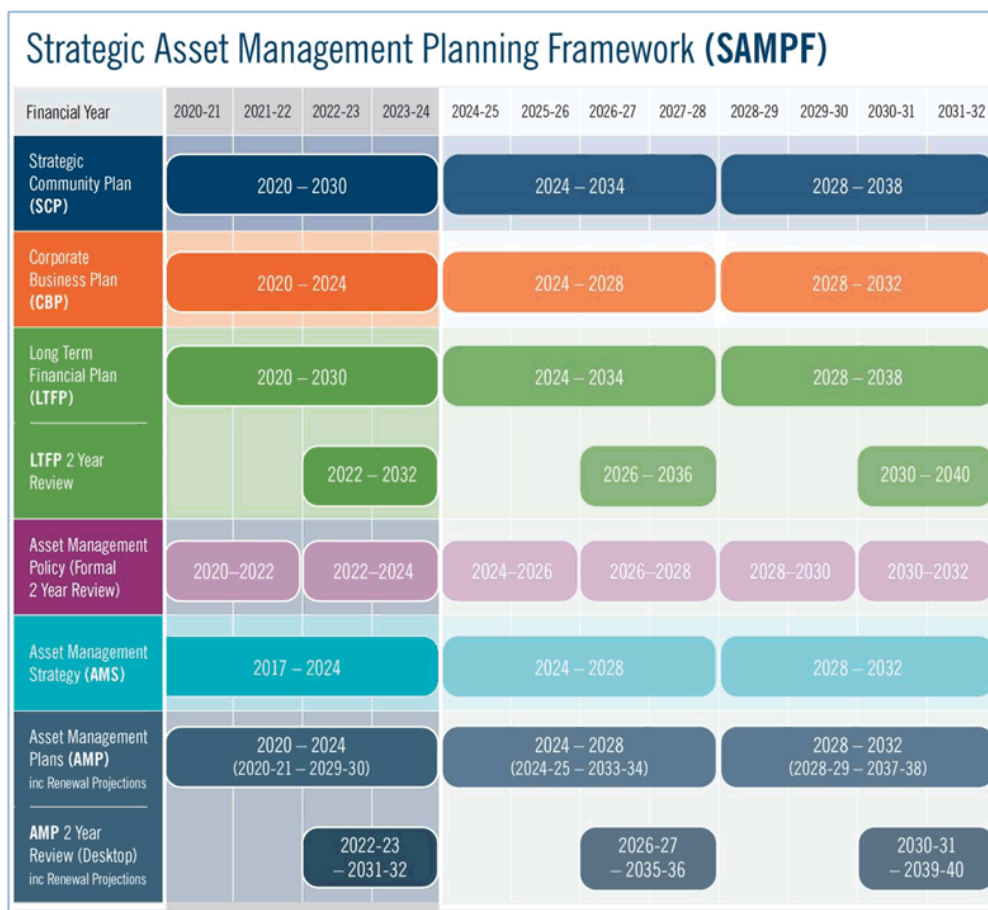 Strategic Asset Management Planning Framework (SAMPF)
Financial Year 2020-21 2021-22 2022-23 2023-24 2024-25 2025-26 2026-27 2027-28 2028-29 2029-30 2030-31 2031-32
Strategic
Community Plan
(SCP)
2020 – 2030 2024 – 2034 2028 – 2038
Corporate
Business Plan
(CBP)
2020 – 2024 2024 – 2028 2028 – 2032
Long Term
Financial Plan
(LTFP)
2020 – 2030 2024 – 2034 2028 – 2038
LTFP 2 Year
Review
2022 – 2032 2026 – 2036 2030 – 2040
Asset Management
Policy (Formal
2 Year Review)
2020–2022 2022–2024 2024–2026 2026–2028 2028–2030 2030–2032
Asset Management
Strategy (AMS)
2017 – 2024 2024 – 2028 2028 – 2032
Asset Management
Plans (AMP)
inc Renewal Projections
2020 – 2024 2024 – 2028 2028 – 2032
(2020-21 – 2029-30) (2024-25 – 2033-34) (2028-29 – 2037-38)
AMP 2 Year
Review (Desktop)
inc Renewal Projections
2022-23 2026-27 2030-31
– 2031-32 – 2035-36 – 2039-40